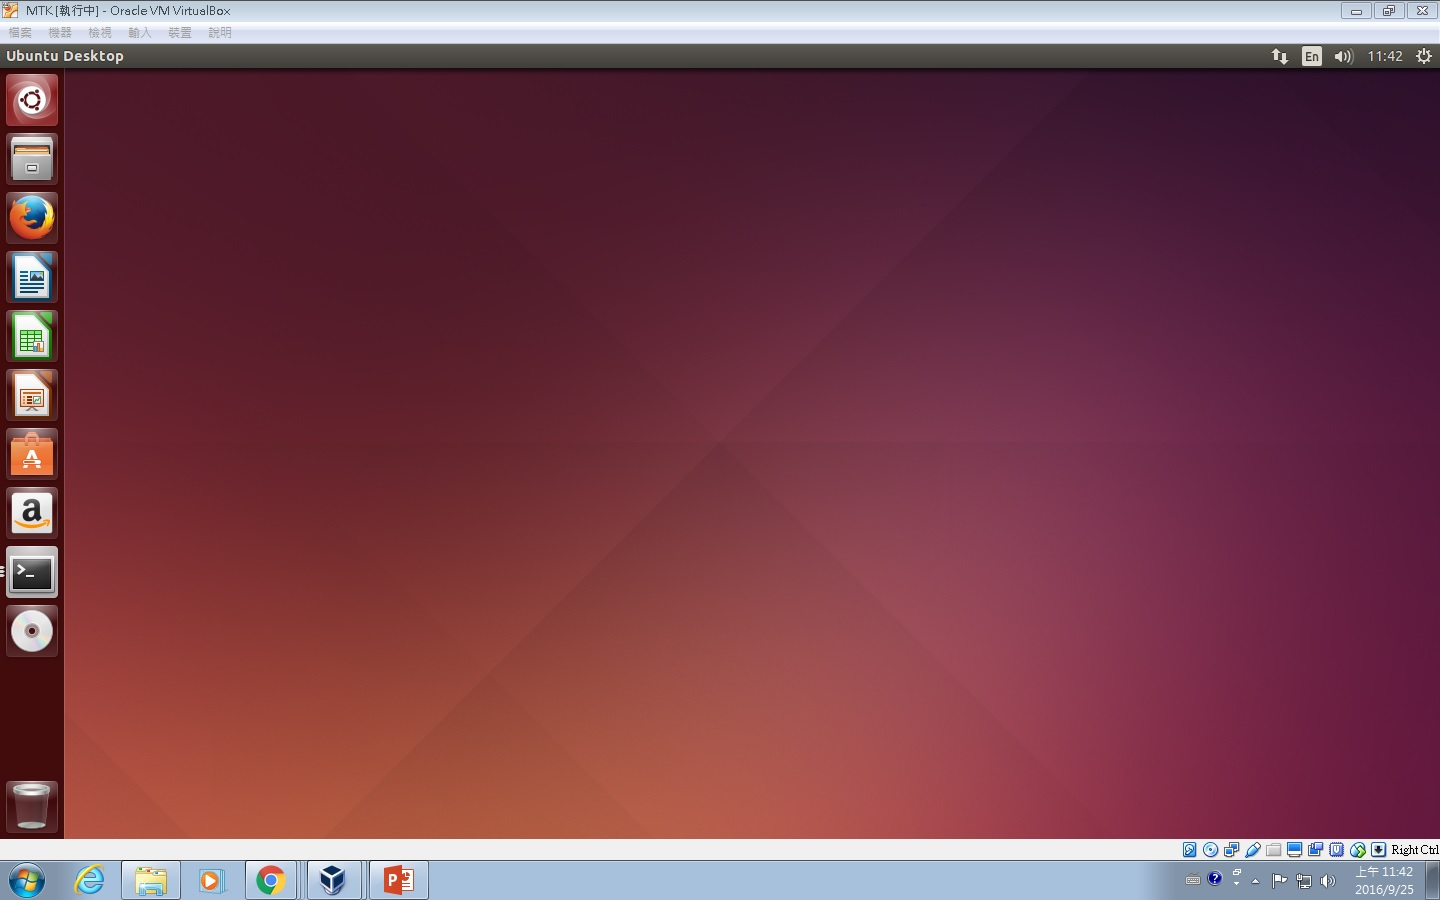 MTK [執行中] - Oracle VM VirtualBox
檔案 機器 檢視 輸入 裝置 說明
Ubuntu Desktop En 11:42
Right Ctrl
上午 11:42
2016/9/25